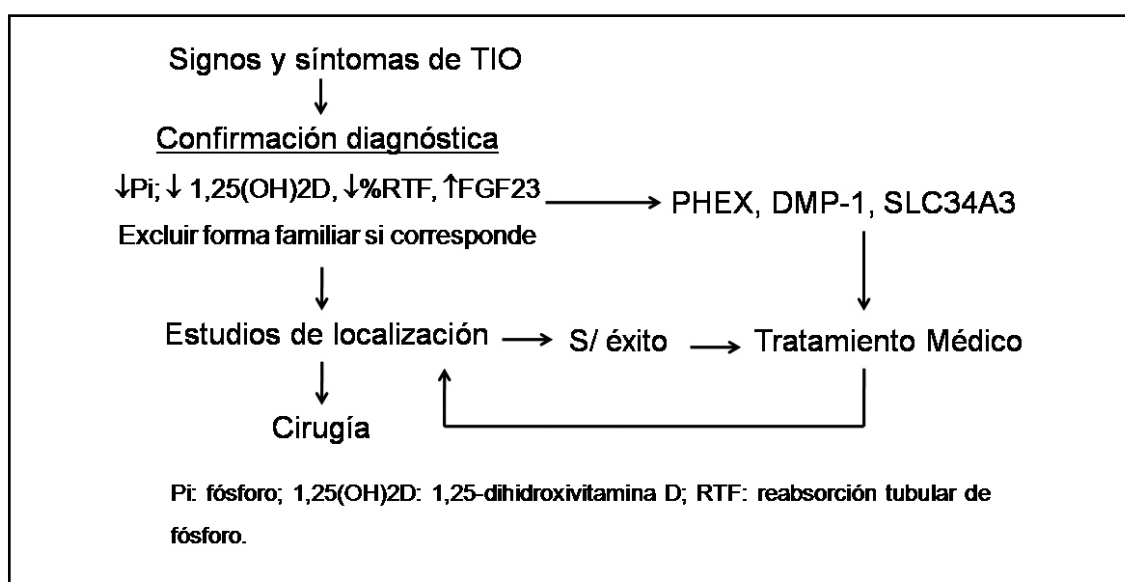 Signos y síntomas de TIO
Confirmación diagnóstica
↓Pi; ↓ 1,25(OH)2D, ↓%RTF, ↑FGF23
PHEX, DMP-1, SLC34A3
Excluir forma familiar si corresponde
Estudios de localización
S/ éxito
Tratamiento Médico
Cirugía
Pi: fósforo; 1,25(OH)2D: 1,25-dihidroxivitamina D; RTF: reabsorción tubular de
fósforo.